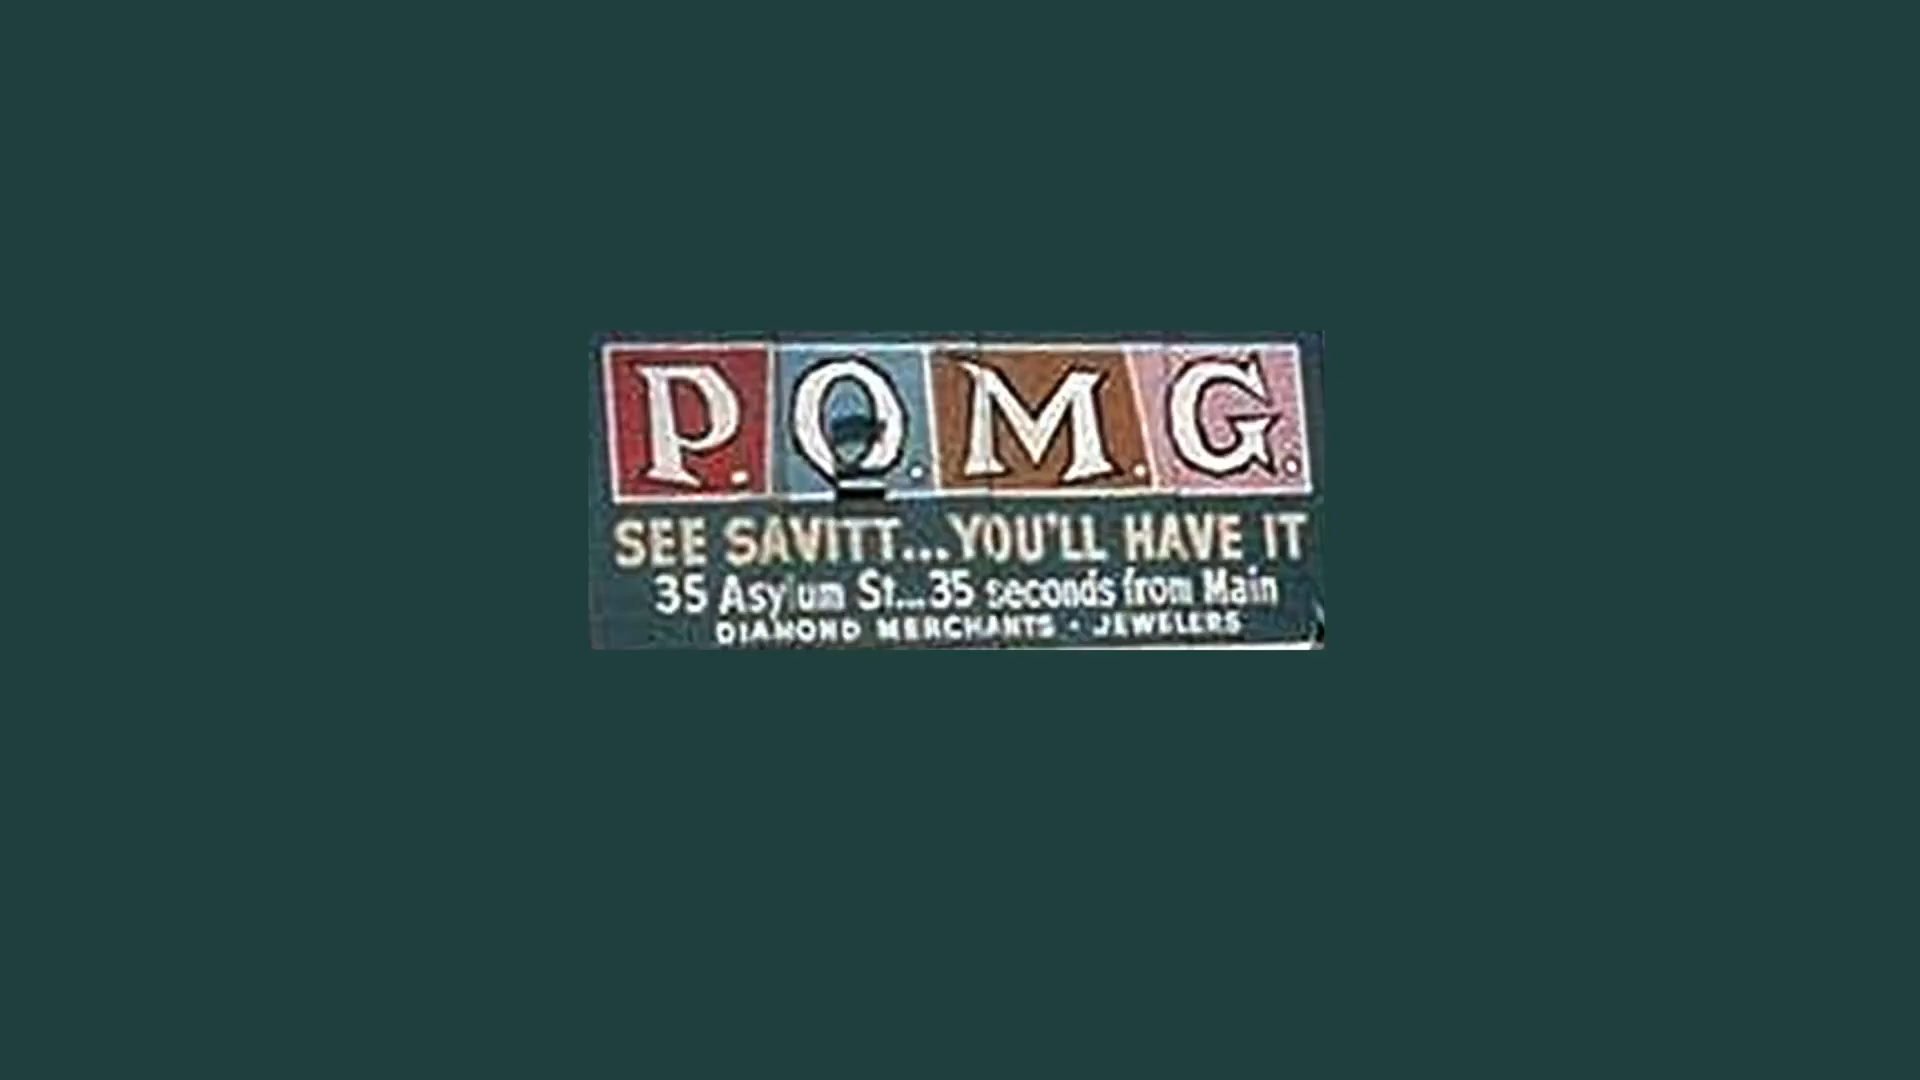 P.O.M.G.
SEE SAVITT...YOU'LL HAVE IT
35 Asylum St...35 seconds from Main
DIAMOND MERCHANTS · JEWELERS